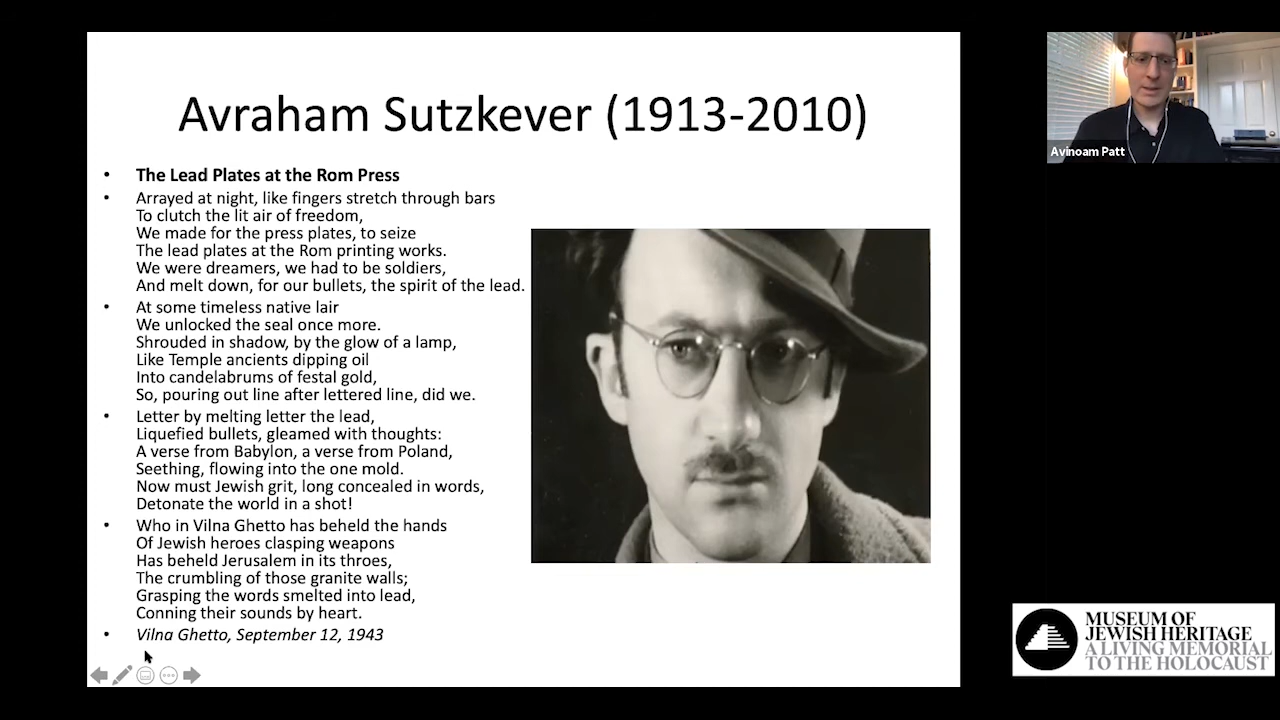 Avraham Sutzkever (1913-2010)
• The Lead Plates at the Rom Press
• Arrayed at night, like fingers stretch through bars
To clutch the lit air of freedom,
We made for the press plates, to seize
The lead plates at the Rom printing works.
We were dreamers, we had to be soldiers,
And melt down, for our bullets, the spirit of the lead.
• At some timeless native lair
We unlocked the seal once more.
Shrouded in shadow, by the glow of a lamp,
Like Temple ancients dipping oil
Into candelabrums of festal gold,
So, pouring out line after lettered line, did we.
• Letter by melting letter the lead,
Liquefied bullets, gleamed with thoughts:
A verse from Babylon, a verse from Poland,
Seething, flowing into the one mold.
Now must Jewish grit, long concealed in words,
Detonate the world in a shot!
• Who in Vilna Ghetto has beheld the hands
Of Jewish heroes clasping weapons
Has beheld Jerusalem in its throes,
The crumbling of those granite walls;
Grasping the words smelted into lead,
Conning their sounds by heart.
• Vilna Ghetto, September 12, 1943
Avinoam Patt
MUSEUM OF
JEWISH HERITAGE
A LIVING MEMORIAL
TO THE HOLOCAUST